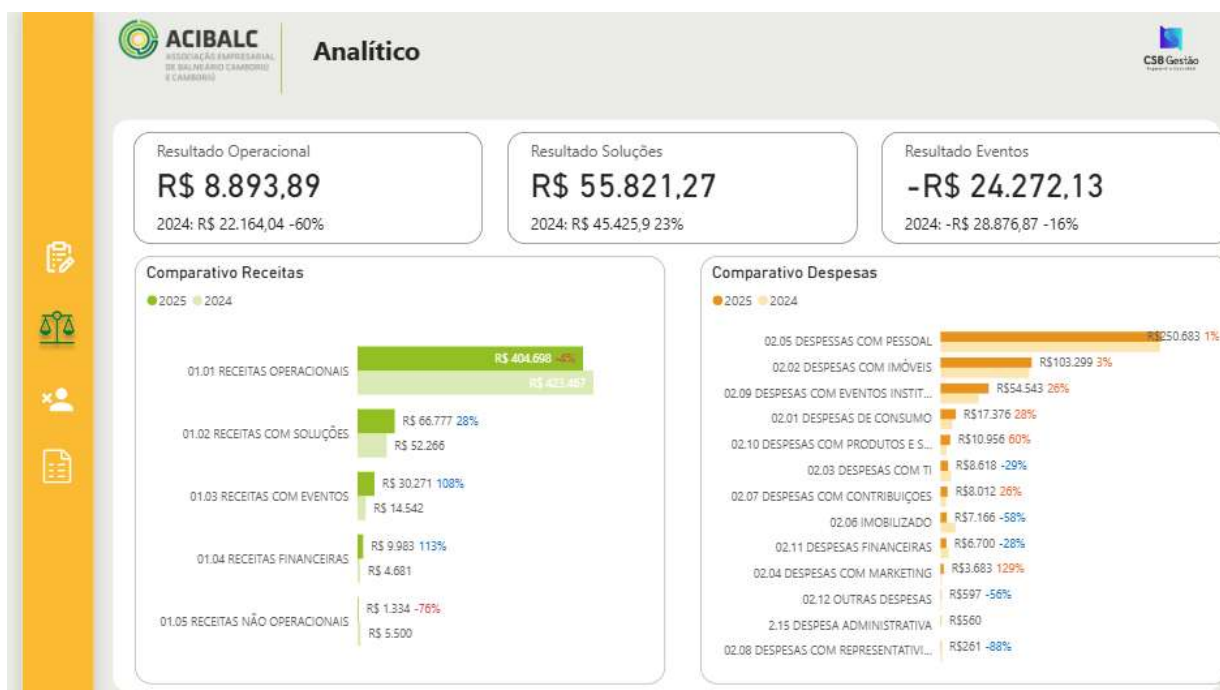 ACIBALC
ASSOCIAÇÃO EMPRESARIAL
DE BALNEÁRIO CAMBORIÚ
E CAMBORIÚ
Analítico
CSB Gestão
Resultado Operacional
R$ 8.893,89
2024: R$ 22.164,04 -60%
Resultado Soluções
R$ 55.821,27
2024: R$ 45.425,9 23%
Resultado Eventos
-R$ 24.272,13
2024: -R$ 28.876,87 -16%
Comparativo Receitas
2025 2024
01.01 RECEITAS OPERACIONAIS
R$ 404.698 -4%
R$ 423.467
01.02 RECEITAS COM SOLUÇÕES
R$ 66.777 28%
R$ 52.266
01.03 RECEITAS COM EVENTOS
R$ 30.271 108%
R$ 14.542
01.04 RECEITAS FINANCEIRAS
R$ 9.983 113%
R$ 4.681
01.05 RECEITAS NÃO OPERACIONAIS
R$ 1.334 -76%
R$ 5.500
Comparativo Despesas
2025 2024
02.05 DESPESSAS COM PESSOAL R$250.683 1%
02.02 DESPESAS COM IMÓVEIS R$103.299 3%
02.09 DESPESAS COM EVENTOS INSTIT... R$54.543 26%
02.01 DESPESAS DE CONSUMO R$17.376 28%
02.10 DESPESAS COM PRODUTOS E S... R$10.956 60%
02.03 DESPESAS COM TI R$8.618 -29%
02.07 DESPESAS COM CONTRIBUIÇOES R$8.012 26%
02.06 IMOBILIZADO R$7.166 -58%
02.11 DESPESAS FINANCEIRAS R$6.700 -28%
02.04 DESPESAS COM MARKETING R$3.683 129%
02.12 OUTRAS DESPESAS R$597 -56%
2.15 DESPESA ADMINISTRATIVA R$560
02.08 DESPESAS COM REPRESENTATIVI... R$261 -88%